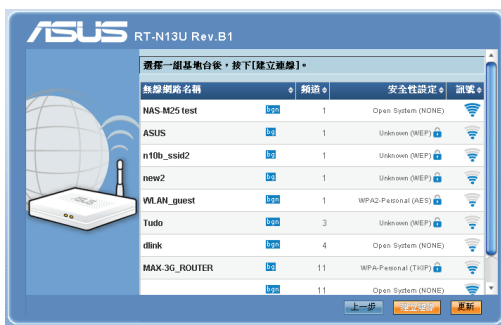 ASUS RT-N13U Rev.B1
選擇一組基地台後，按下[建立連線]。
無線網路名稱 頻道 安全性設定 訊號
NAS-M25 test bgn 1 Open System (NONE)
ASUS bg 1 Unknown (WEP)
n10b_ssid2 bg 1 Unknown (WEP)
new2 bg 1 Unknown (WEP)
WLAN_guest bgn 1 WPA2-Personal (AES)
Tudo bgn 3 Unknown (WEP)
dlink bgn 4 Open System (NONE)
MAX-3G_ROUTER bg 11 WPA-Personal (TKIP)
bgn 11 Open System (NONE)
上一步 建立連線 更新